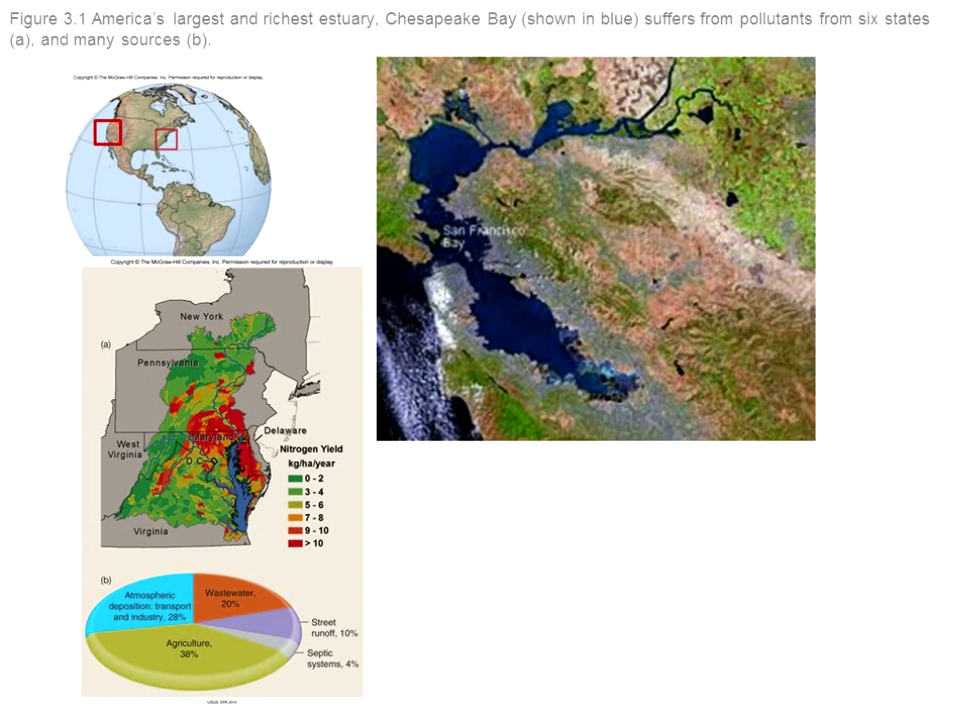 Figure 3.1 America's largest and richest estuary, Chesapeake Bay (shown in blue) suffers from pollutants from six states
(a), and many sources (b).
Copyright © The McGraw-Hill Companies, Inc. Permission required for reproduction or display.
San Francisco
Bay
Copyright © The McGraw-Hill Companies, Inc. Permission required for reproduction or display
New York
(a)
Pennsylvania
Delaware
Maryland
West
Virginia
D.C.
Nitrogen Yield
kg/ha/year
0 - 2
3 - 4
5 - 6
7 - 8
9 - 10
> 10
Virginia
(b)
Atmospheric
deposition: transport
and industry, 28%
Wastewater,
20%
Street
runoff, 10%
Agriculture,
38%
Septic
systems, 4%